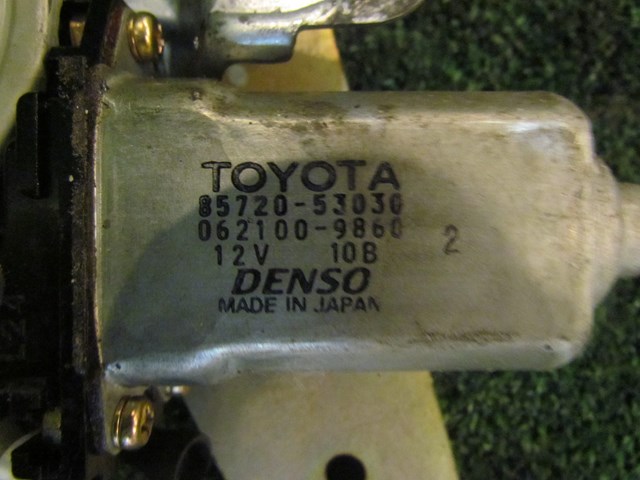 TOYOTA
85720-53030
062100-9860
12V 10B 2
DENSO
MADE IN JAPAN